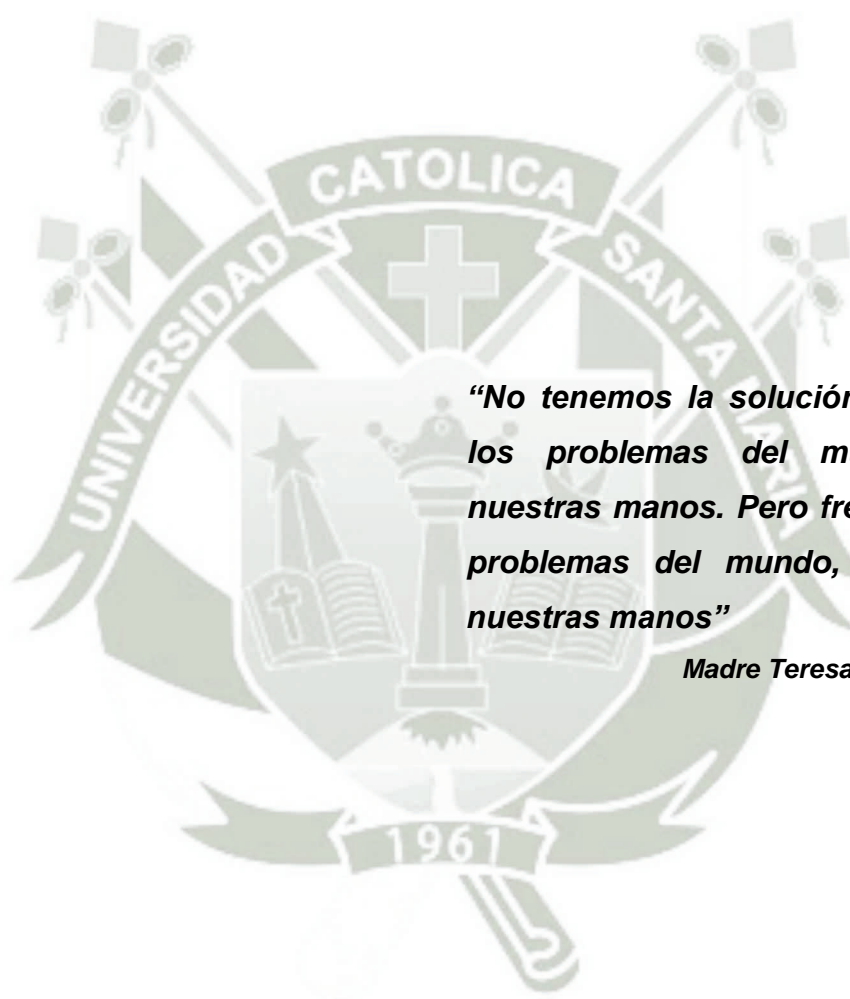 CATOLICA
UNIVERSIDAD
SANTA MARIA
“No tenemos la solución
los problemas del m
nuestras manos. Pero fre
problemas del mundo,
nuestras manos”
Madre Teresa
1961